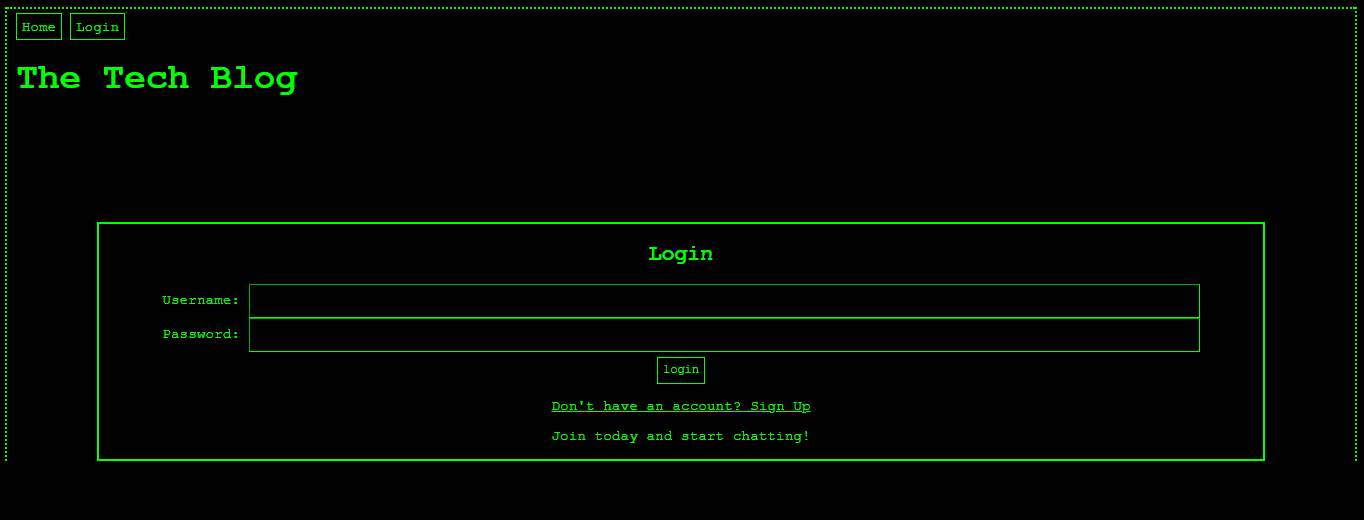 Home Login
The Tech Blog
Login
Username:
Password:
login
Don't have an account? Sign Up
Join today and start chatting!